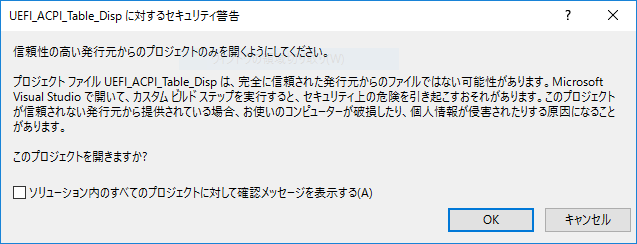 UEFI_ACPI_Table_Disp に対するセキュリティ警告
信頼性の高い発行元からのプロジェクトのみを開くようにしてください。
プロジェクト ファイル UEFI_ACPI_Table_Disp は、完全に信頼された発行元からのファイルではない可能性があります。Microsoft
Visual Studio で開いて、カスタム ビルド ステップを実行すると、セキュリティ上の危険を引き起こすおそれがあります。このプロジェクト
が信頼されない発行元から提供されている場合、お使いのコンピューターが破損したり、個人情報が侵害されたりする原因になること
があります。
このプロジェクトを開きますか?
ソリューション内のすべてのプロジェクトに対して確認メッセージを表示する(A)
OK
キャンセル